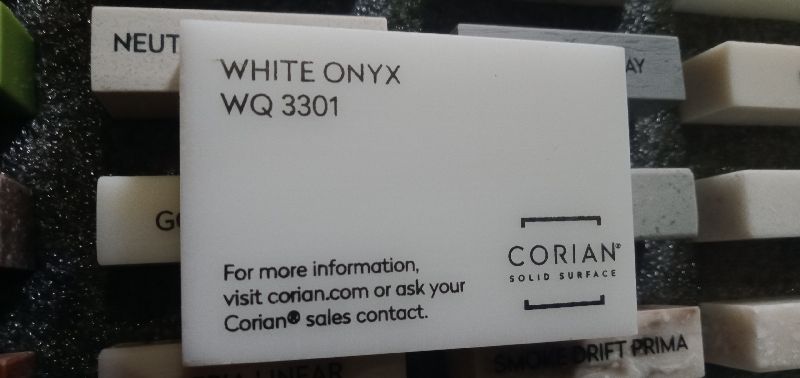 NEUT
AY
WHITE ONYX
WQ 3301
CORIAN®
SOLID SURFACE
For more information,
visit corian.com or ask your
Corian® sales contact.
SMOKE DRIFT PRIMA
LINEAR